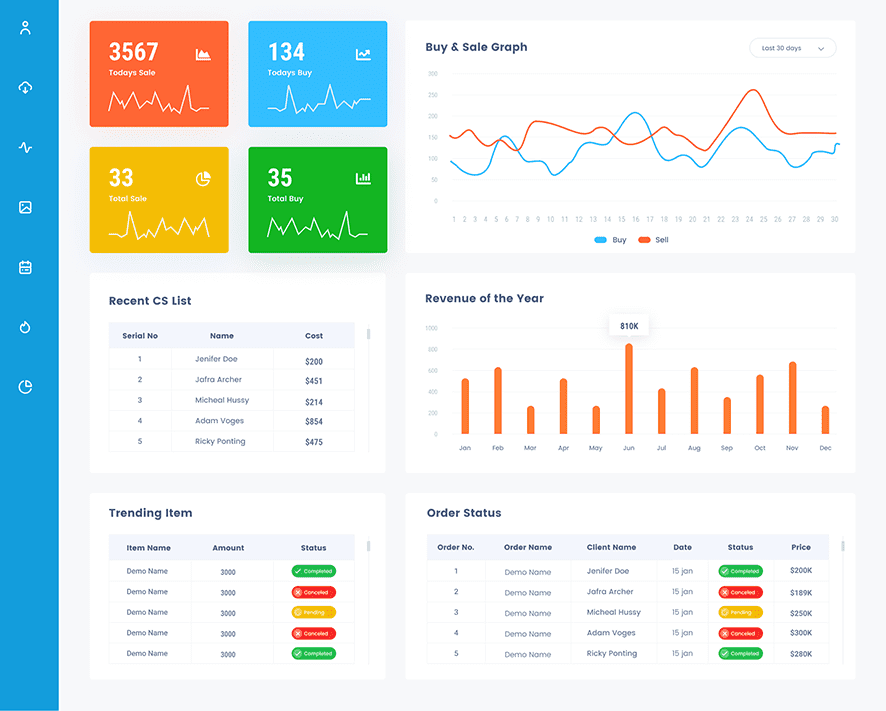 3567
Todays Sale
134
Todays Buy
33
Total Sale
35
Total Buy
Buy & Sale Graph
Last 30 days
300
250
200
150
100
50
0
1 2 3 4 5 6 7 8 9 10 11 12 13 14 15 16 17 18 19 20 21 22 23 24 25 26 27 28 29 30
Buy Sell
Recent CS List
Serial No Name Cost
1 Jenifer Doe $200
2 Jafra Archer $451
3 Micheal Hussy $214
4 Adam Voges $854
5 Ricky Ponting $475
Revenue of the Year
810K
1000
800
600
400
200
0
Jan Feb Mar Apr May Jun Jul Aug Sep Oct Nov Dec
Trending Item
Item Name Amount Status
Demo Name 3000 Completed
Demo Name 3000 Canceled
Demo Name 3000 Pending
Demo Name 3000 Canceled
Demo Name 3000 Completed
Order Status
Order No. Order Name Client Name Date Status Price
1 Demo Name Jenifer Doe 15 jan Completed $200K
2 Demo Name Jafra Archer 15 jan Canceled $189K
3 Demo Name Micheal Hussy 15 jan Pending $250K
4 Demo Name Adam Voges 15 jan Canceled $300K
5 Demo Name Ricky Ponting 15 jan Completed $280K